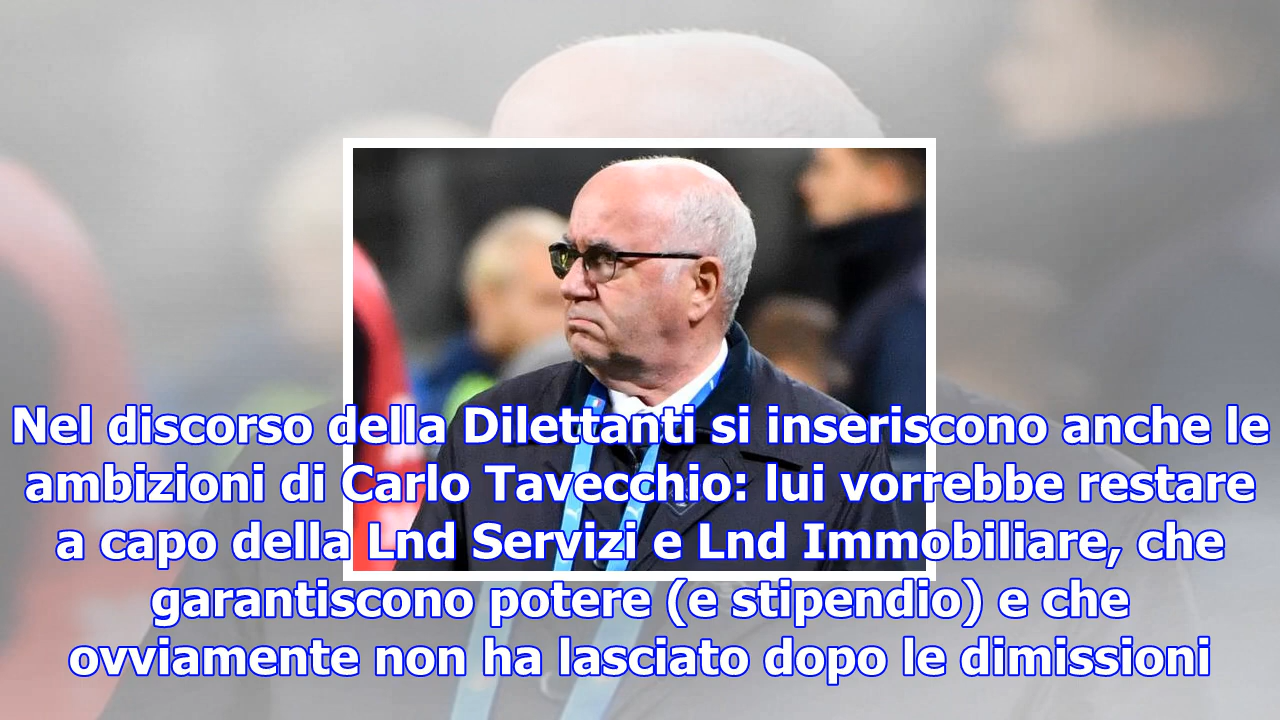 Nel discorso della Dilettanti si inseriscono anche le
ambizioni di Carlo Tavecchio: lui vorrebbe restare
a capo della Lnd Servizi e Lnd Immobiliare, che
garantiscono potere (e stipendio) e che
ovviamente non ha lasciato dopo le dimissioni